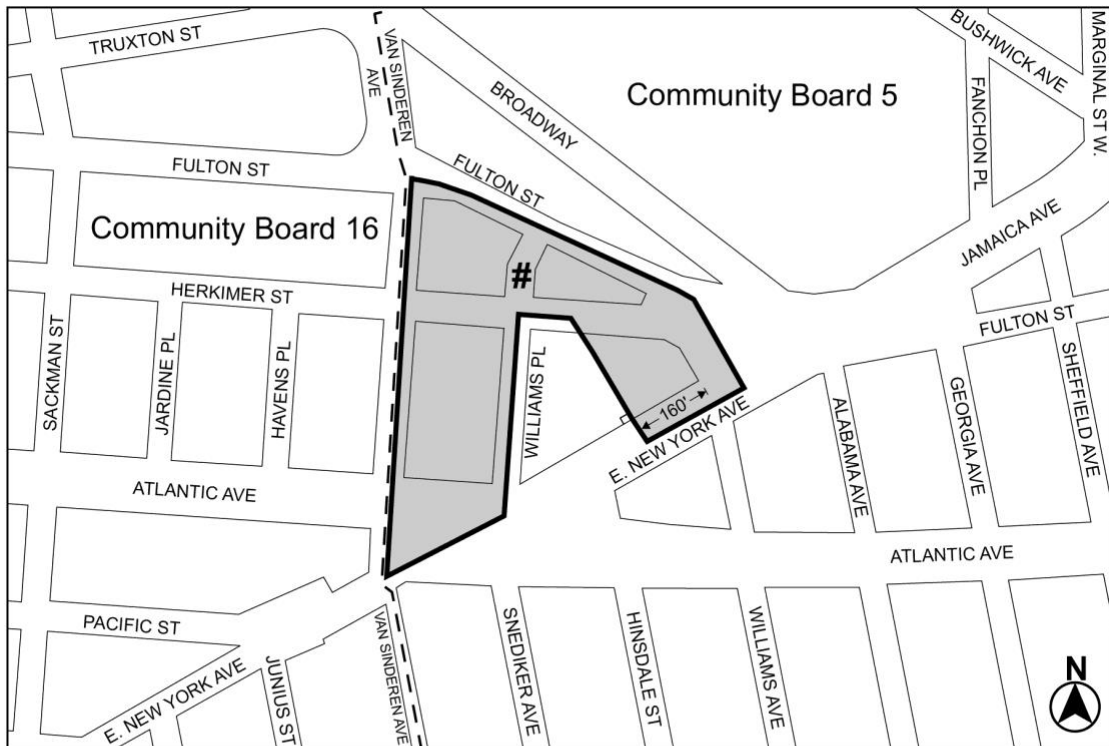 TRUXTON ST
VAN SINDEREN
AVE
BROADWAY
Community Board 5
BUSHWICK AVE
MARGINAL ST W.
FANCHON PL
FULTON ST
FULTON ST
Community Board 16
JAMAICA AVE
#
HERKIMER ST
FULTON ST
SACKMAN ST
JARDINE PL
HAVENS PL
WILLIAMS PL
160'
E. NEW YORK AVE
ALABAMA AVE
GEORGIA AVE
SHEFFIELD AVE
ATLANTIC AVE
ATLANTIC AVE
PACIFIC ST
E. NEW YORK AVE
JUNIUS ST
VAN SINDEREN AVE
SNEDIKER AVE
HINSDALE ST
WILLIAMS AVE
N